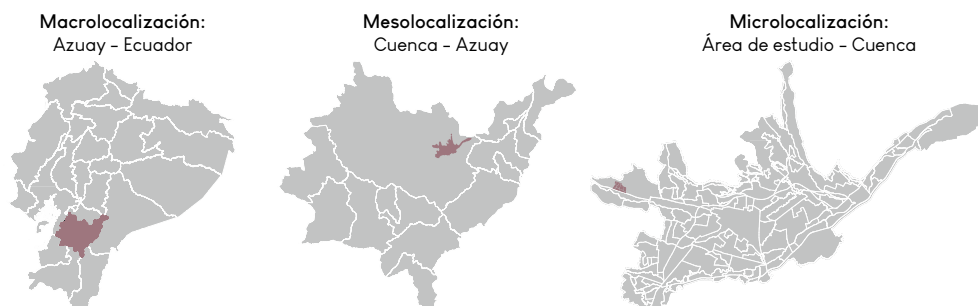 Macrolocalización:
Azuay - Ecuador
Mesolocalización:
Cuenca - Azuay
Microlocalización:
Área de estudio - Cuenca